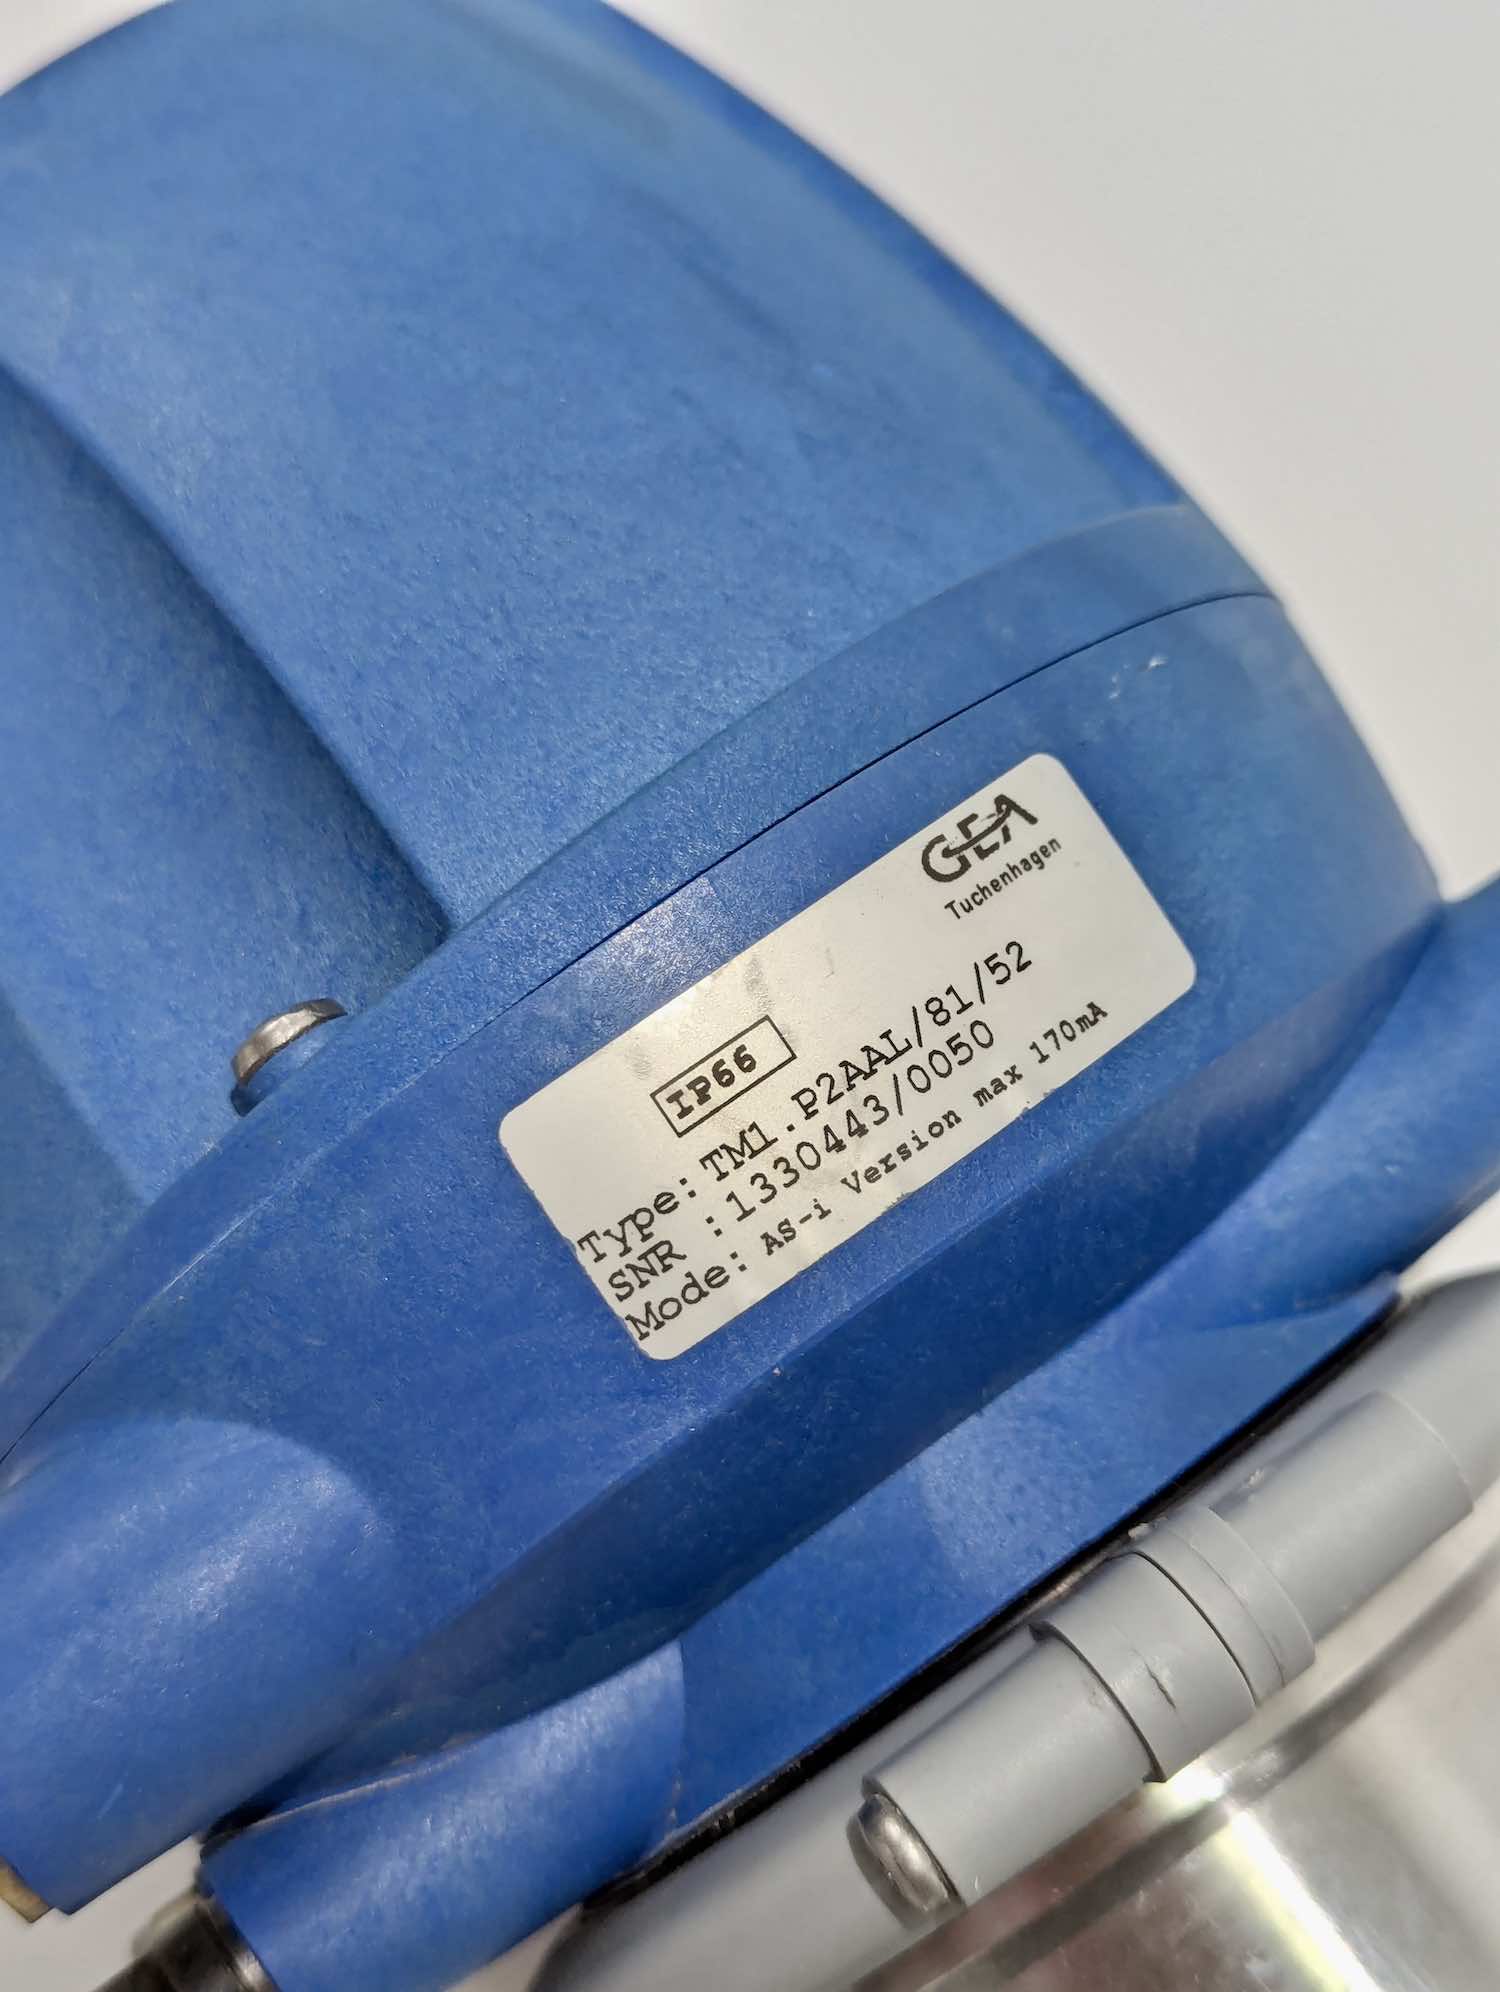 GEA
Tuchenhagen
IP66
Type: TM1.P2AAL/81/52
SNR :1330443/0050
Mode: AS-i Version max 170mA